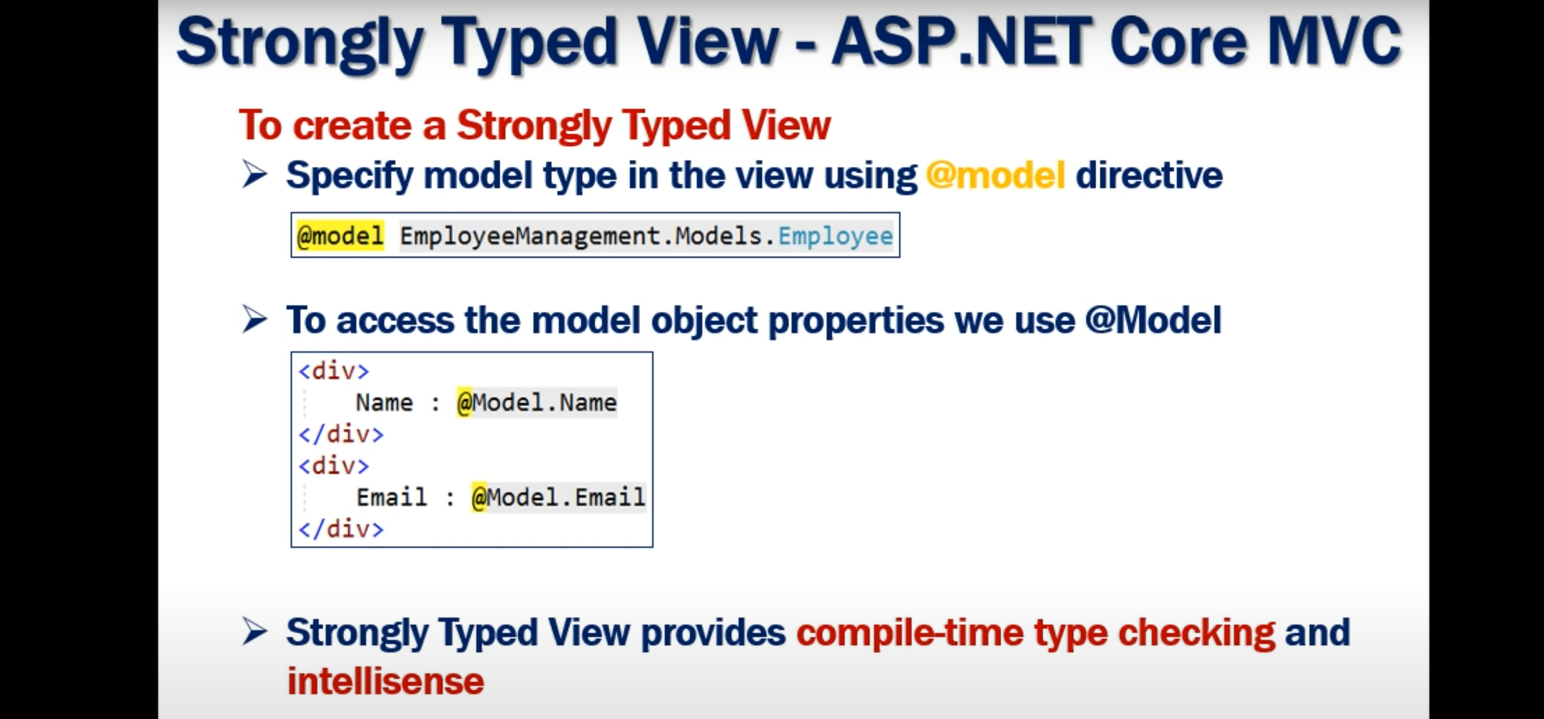 Strongly Typed View - ASP.NET Core MVC
To create a Strongly Typed View
➢ Specify model type in the view using @model directive
@model EmployeeManagement.Models.Employee
➢ To access the model object properties we use @Model
<div>
Name : @Model.Name
</div>
<div>
Email : @Model.Email
</div>
➢ Strongly Typed View provides compile-time type checking and
intellisense